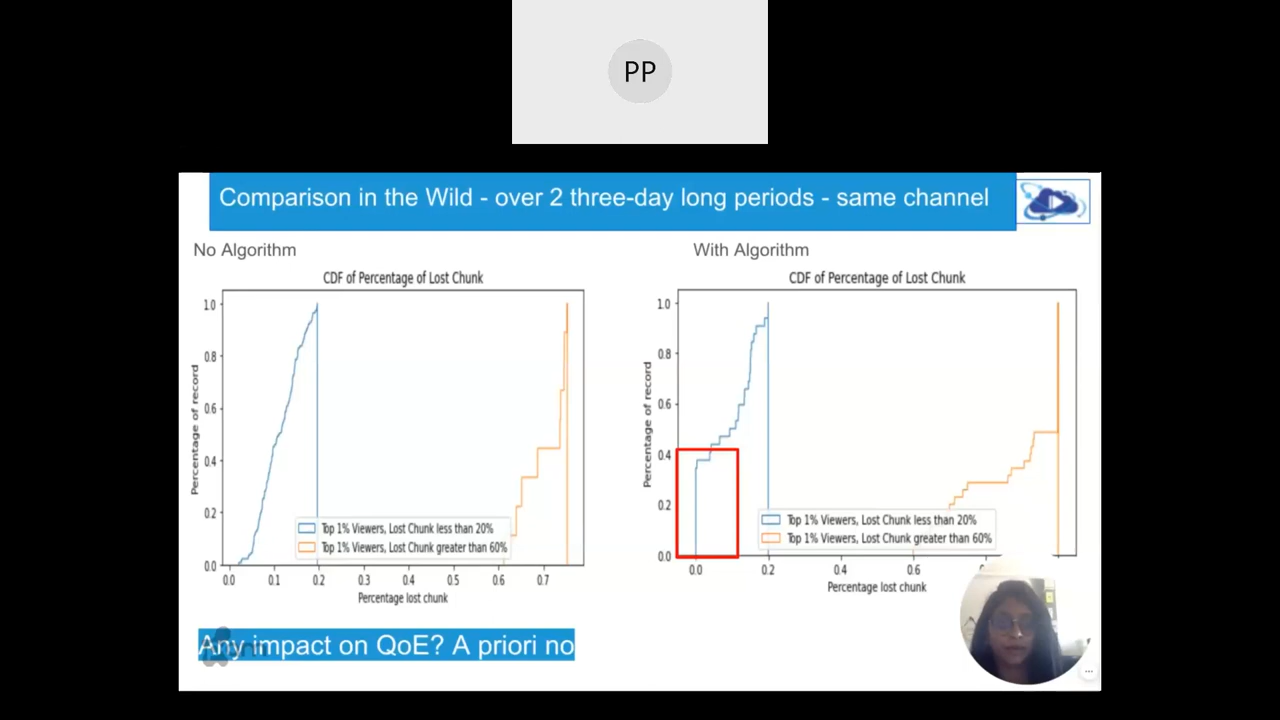 PP
Comparison in the Wild - over 2 three-day long periods - same channel
No Algorithm
With Algorithm
CDF of Percentage of Lost Chunk
Percentage of record
1.0
0.8
0.6
0.4
0.2
0.0
Top 1% Viewers, Lost Chunk less than 20%
Top 1% Viewers, Lost Chunk greater than 60%
0.0 0.1 0.2 0.3 0.4 0.5 0.6 0.7
Percentage lost chunk
CDF of Percentage of Lost Chunk
Percentage of record
1.0
0.8
0.6
0.4
0.2
0.0
Top 1% Viewers, Lost Chunk less than 20%
Top 1% Viewers, Lost Chunk greater than 60%
0.0 0.2 0.4 0.6
Percentage lost chunk
Any impact on QoE? A priori no